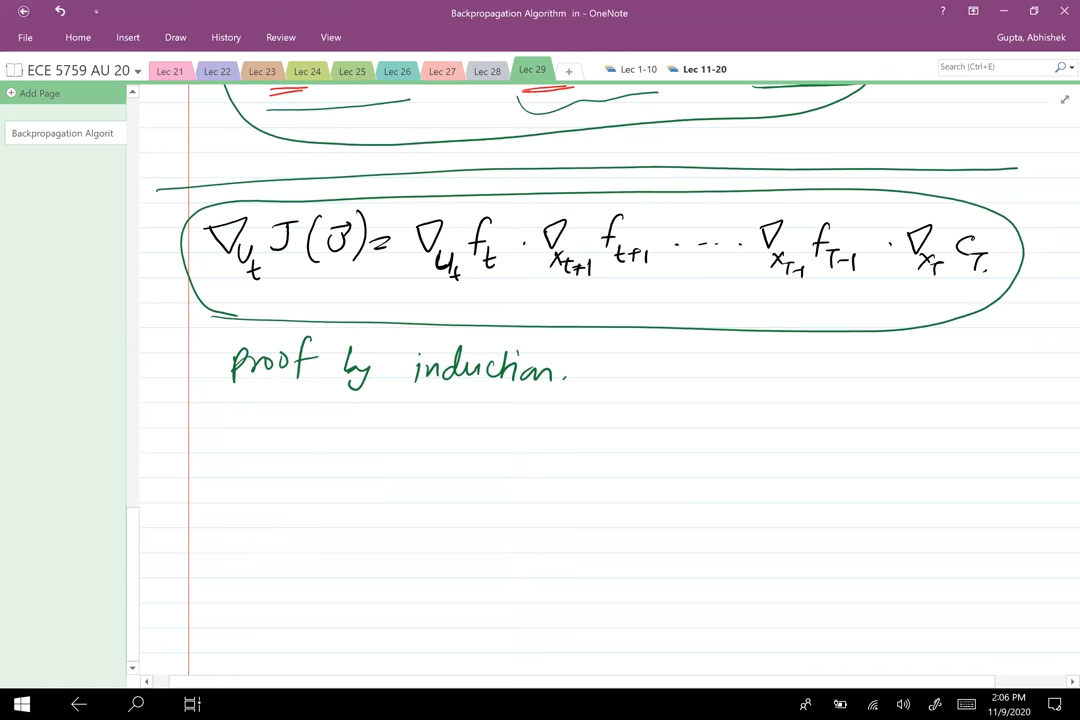 Backpropagation Algorithm in - OneNote
?
File Home Insert Draw History Review View
Gupta, Abhishek
ECE 5759 AU 20
Lec 21 Lec 22 Lec 23 Lec 24 Lec 25 Lec 26 Lec 27 Lec 28 Lec 29 + Lec 1-10 Lec 11-20
Search (Ctrl+E)
Add Page
Backpropagation Algorit
∇_{U_t} J(U⃗) = ∇_{u_t} f_t · ∇_{x_{t+1}} f_{t+1} · ... · ∇_{x_{T-1}} f_{T-1} · ∇_{x_T} C_T.
proof by induction.
2:06 PM
11/9/2020